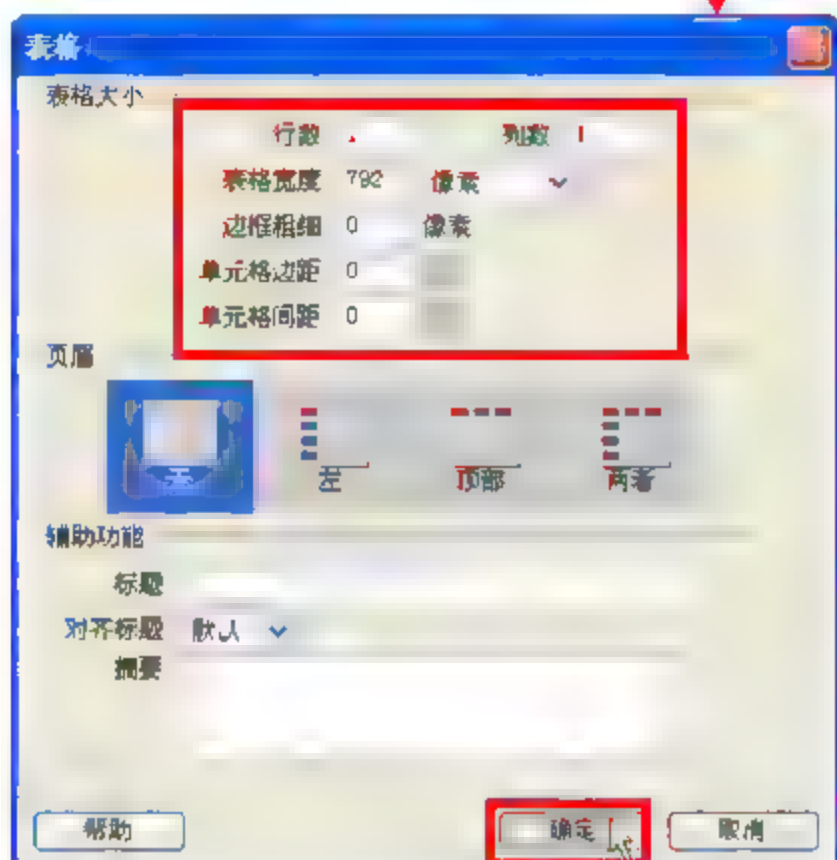 表格
表格大小
行数 列数
表格宽度 792 像素
边框粗细 0 像素
单元格边距 0
单元格间距 0
页眉
无 左 顶部 两者
辅助功能
标题
对齐标题 默认
摘要
帮助 确定 取消